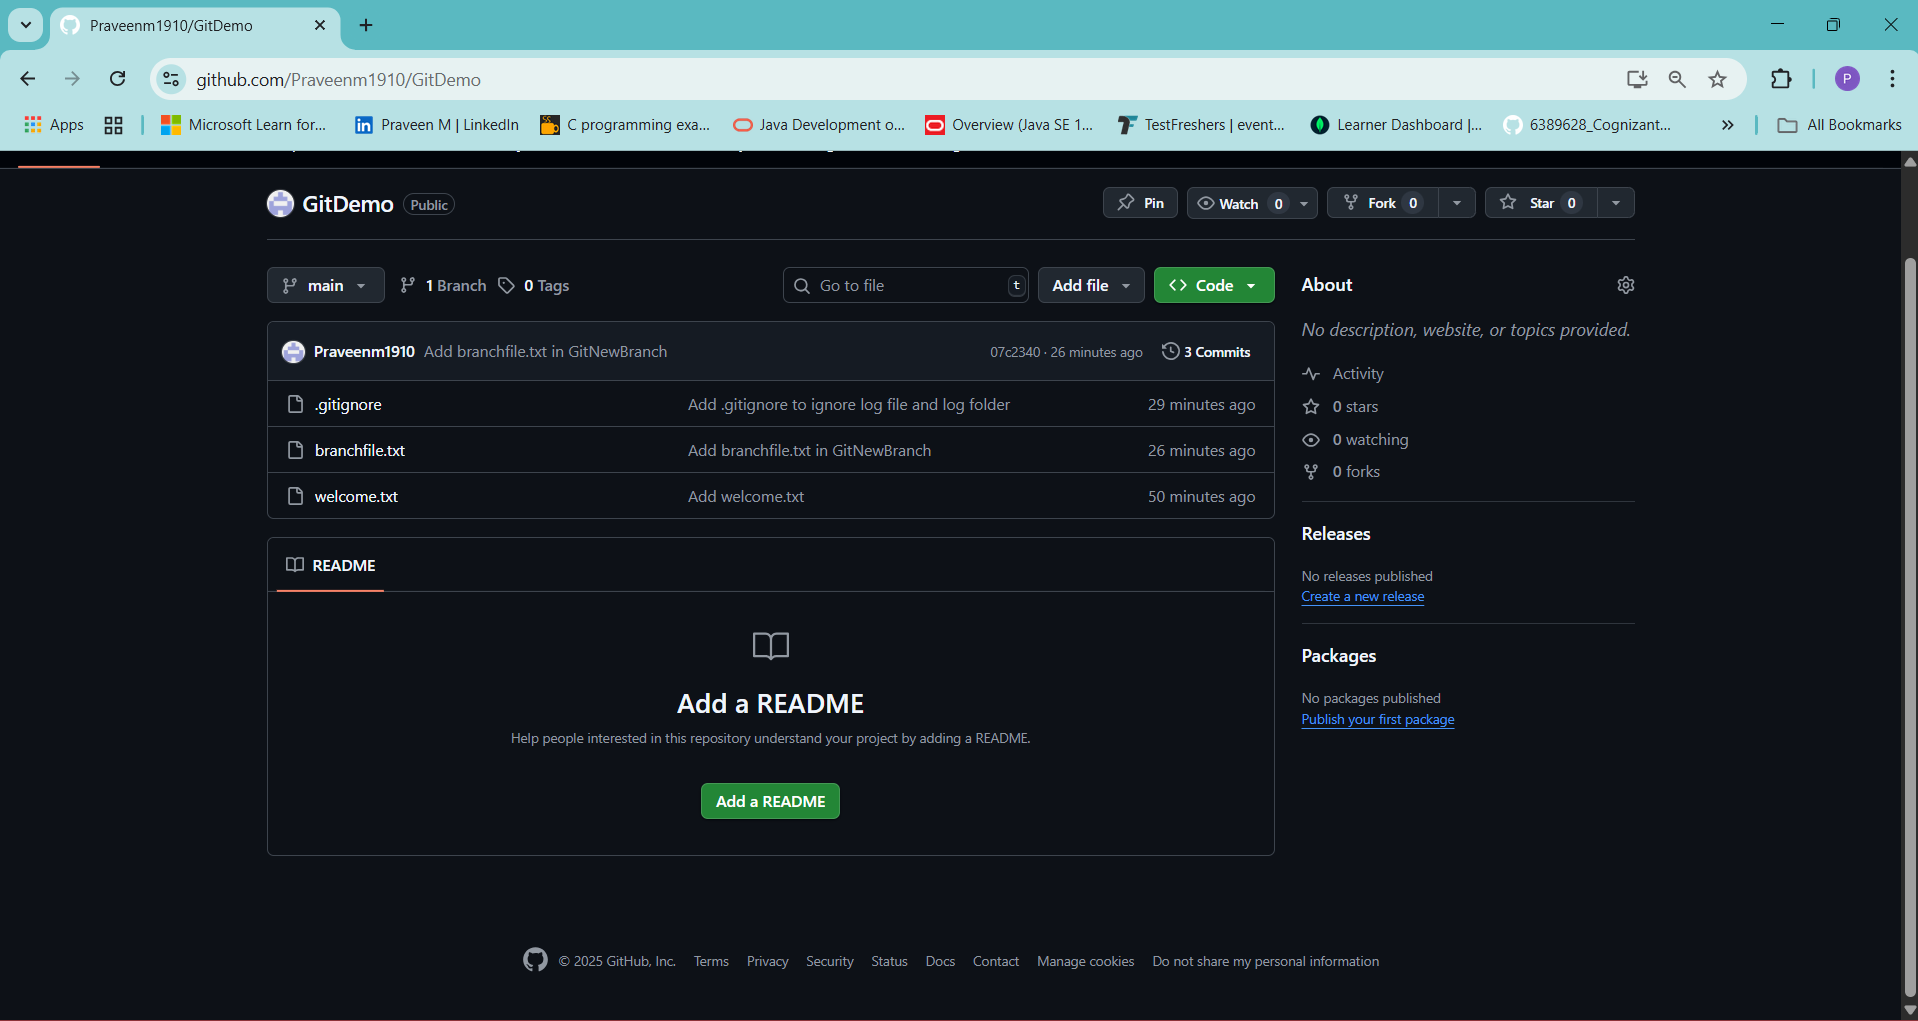 Praveenm1910/GitDemo
github.com/Praveenm1910/GitDemo
P
Apps
Microsoft Learn for...
Praveen M | LinkedIn
C programming exa...
Java Development o...
Overview (Java SE 1...
TestFreshers | event...
Learner Dashboard |...
6389628_Cognizant...
All Bookmarks
GitDemo Public
Pin
Watch 0
Fork 0
Star 0
main
1 Branch
0 Tags
Go to file t
Add file
Code
About
No description, website, or topics provided.
Praveenm1910 Add branchfile.txt in GitNewBranch 07c2340 · 26 minutes ago 3 Commits
.gitignore Add .gitignore to ignore log file and log folder 29 minutes ago
branchfile.txt Add branchfile.txt in GitNewBranch 26 minutes ago
welcome.txt Add welcome.txt 50 minutes ago
Activity
0 stars
0 watching
0 forks
Releases
No releases published
Create a new release
Packages
No packages published
Publish your first package
README
Add a README
Help people interested in this repository understand your project by adding a README.
Add a README
© 2025 GitHub, Inc. Terms Privacy Security Status Docs Contact Manage cookies Do not share my personal information